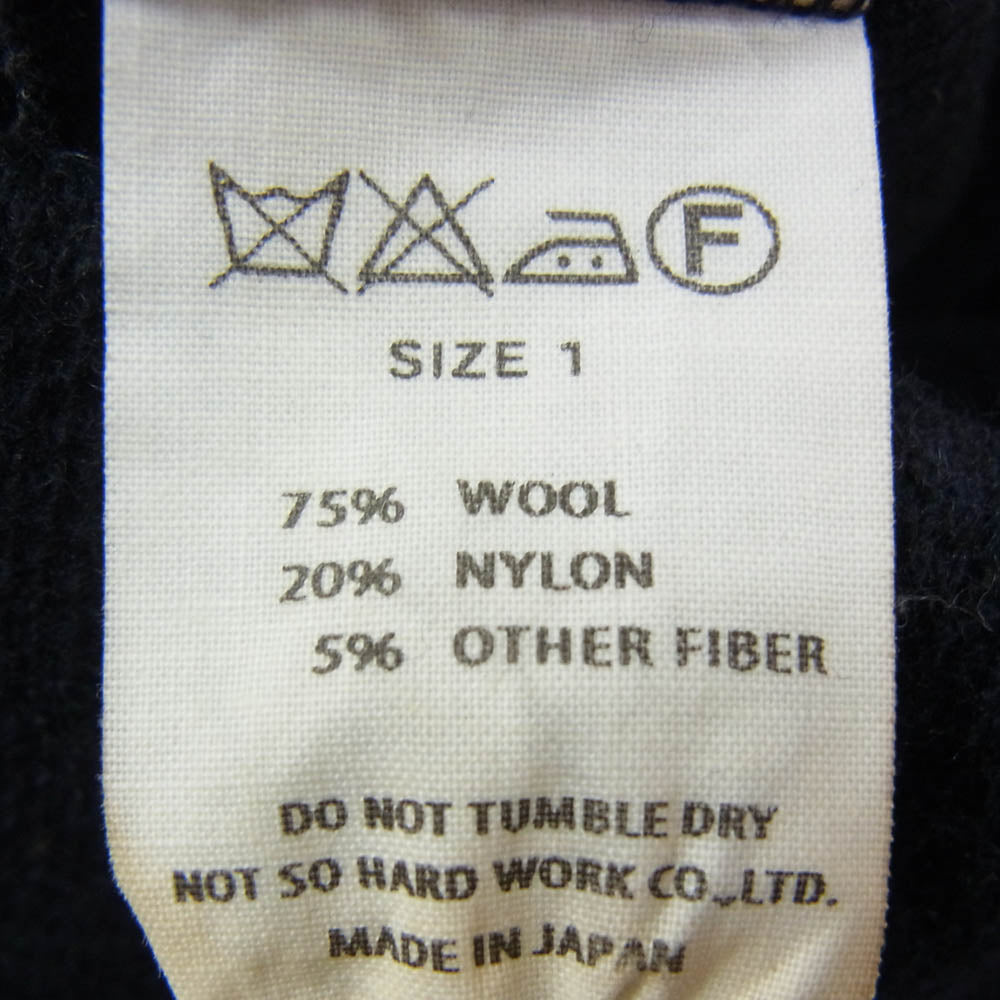 F
SIZE 1
75% WOOL
20% NYLON
5% OTHER FIBER
DO NOT TUMBLE DRY
NOT SO HARD WORK CO.,LTD.
MADE IN JAPAN